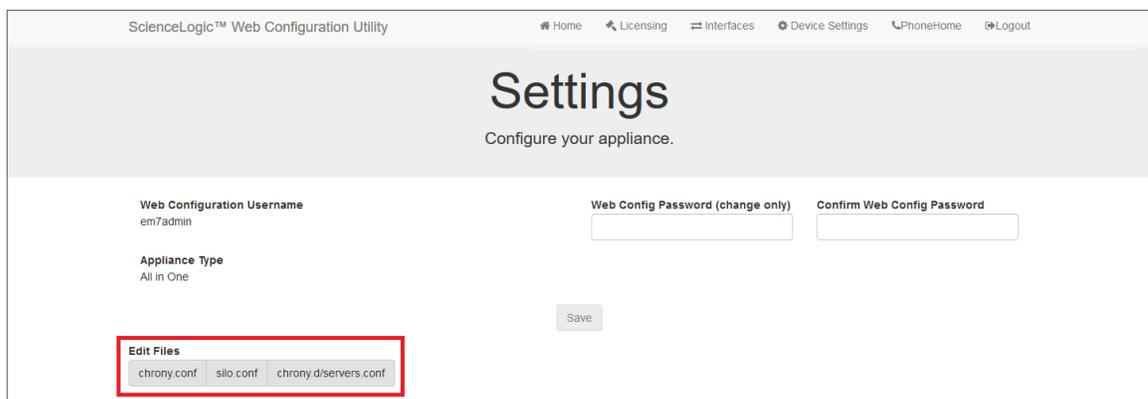 ScienceLogic™ Web Configuration Utility Home Licensing Interfaces Device Settings PhoneHome Logout
Settings
Configure your appliance.
Web Configuration Username
em7admin
Web Config Password (change only)
Confirm Web Config Password
Appliance Type
All in One
Save
Edit Files
chrony.conf silo.conf chrony.d/servers.conf